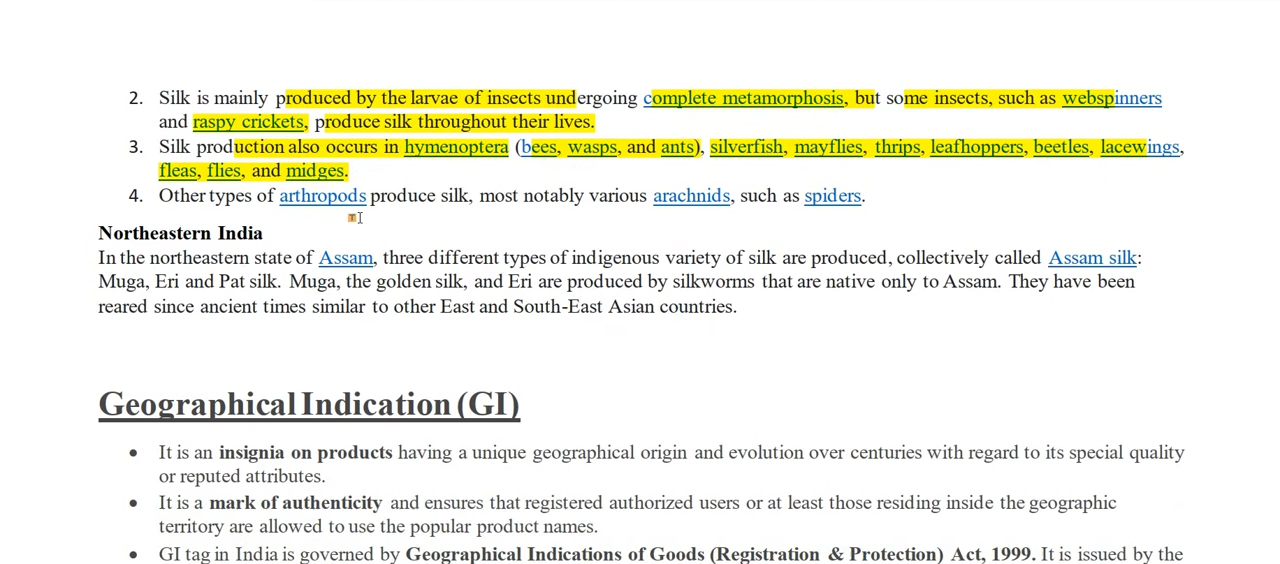 2. Silk is mainly produced by the larvae of insects undergoing complete metamorphosis, but some insects, such as webspinners
and raspy crickets, produce silk throughout their lives.
3. Silk production also occurs in hymenoptera (bees, wasps, and ants), silverfish, mayflies, thrips, leafhoppers, beetles, lacewings,
fleas, flies, and midges.
4. Other types of arthropods produce silk, most notably various arachnids, such as spiders.
Northeastern India
In the northeastern state of Assam, three different types of indigenous variety of silk are produced, collectively called Assam silk:
Muga, Eri and Pat silk. Muga, the golden silk, and Eri are produced by silkworms that are native only to Assam. They have been
reared since ancient times similar to other East and South-East Asian countries.
Geographical Indication (GI)
• It is an insignia on products having a unique geographical origin and evolution over centuries with regard to its special quality
or reputed attributes.
• It is a mark of authenticity and ensures that registered authorized users or at least those residing inside the geographic
territory are allowed to use the popular product names.
• GI tag in India is governed by Geographical Indications of Goods (Registration & Protection) Act, 1999. It is issued by the